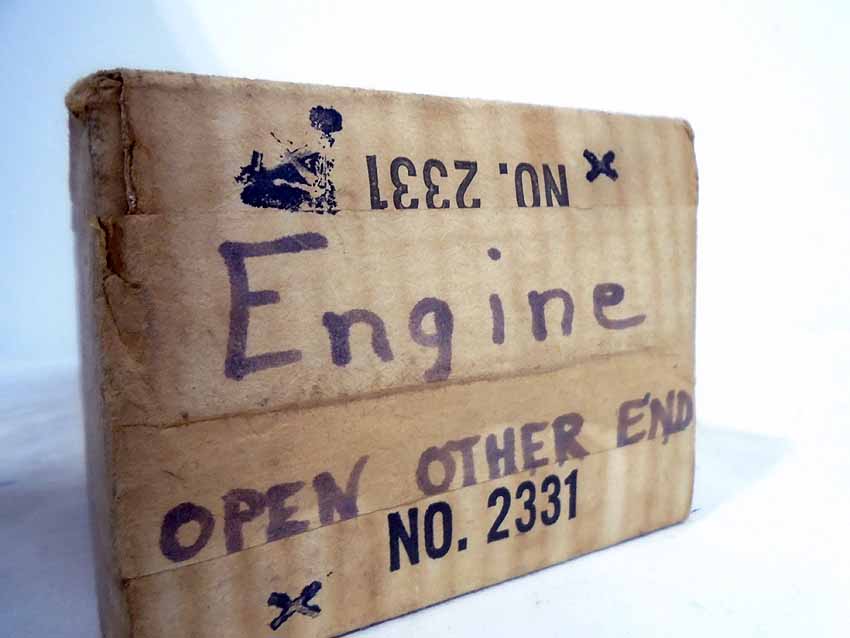 NO. 2331
Engine
OPEN OTHER END
NO. 2331